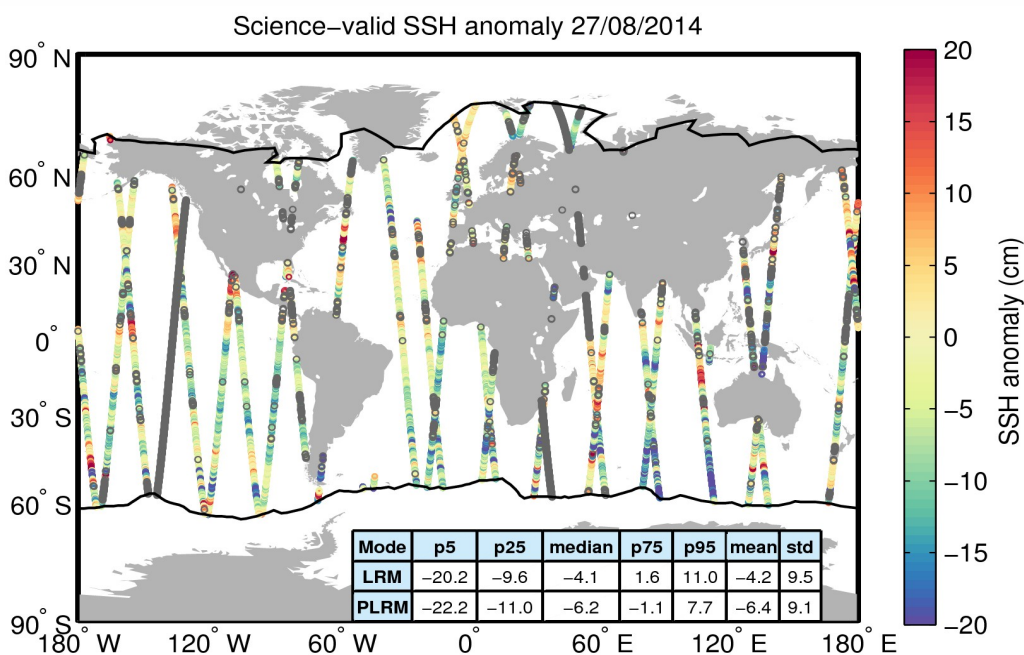 Science−valid SSH anomaly 27/08/2014
90° N
60° N
30° N
0°
30° S
60° S
90° S
180° W
120° W
60° W
0°
60° E
120° E
180° E
20
15
10
5
0
−5
−10
−15
−20
SSH anomaly (cm)
Mode p5 p25 median p75 p95 mean std
LRM −20.2 −9.6 −4.1 1.6 11.0 −4.2 9.5
PLRM −22.2 −11.0 −6.2 −1.1 7.7 −6.4 9.1